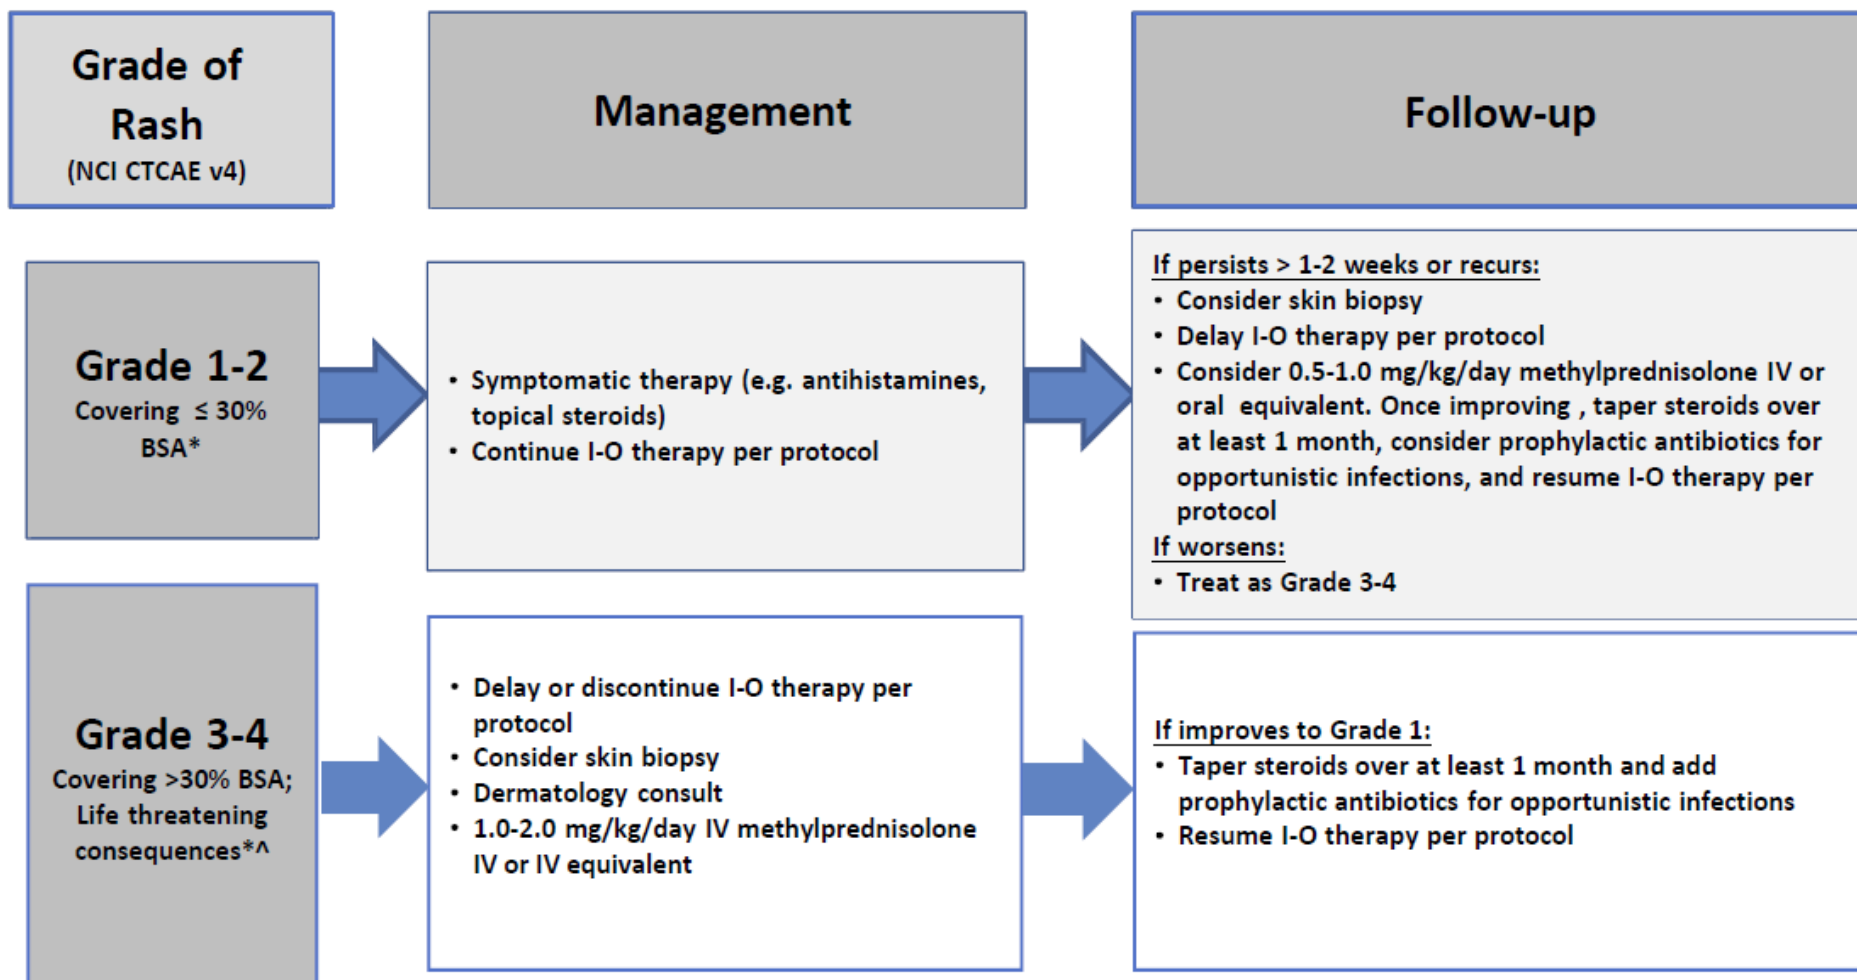 Grade of
Rash
(NCI CTCAE v4)
Management
Follow-up
Grade 1-2
Covering ≤ 30%
BSA*
• Symptomatic therapy (e.g. antihistamines,
topical steroids)
• Continue I-O therapy per protocol
If persists > 1-2 weeks or recurs:
• Consider skin biopsy
• Delay I-O therapy per protocol
• Consider 0.5-1.0 mg/kg/day methylprednisolone IV or
oral equivalent. Once improving , taper steroids over
at least 1 month, consider prophylactic antibiotics for
opportunistic infections, and resume I-O therapy per
protocol
If worsens:
• Treat as Grade 3-4
Grade 3-4
Covering >30% BSA;
Life threatening
consequences*^
• Delay or discontinue I-O therapy per
protocol
• Consider skin biopsy
• Dermatology consult
• 1.0-2.0 mg/kg/day IV methylprednisolone
IV or IV equivalent
If improves to Grade 1:
• Taper steroids over at least 1 month and add
prophylactic antibiotics for opportunistic infections
• Resume I-O therapy per protocol